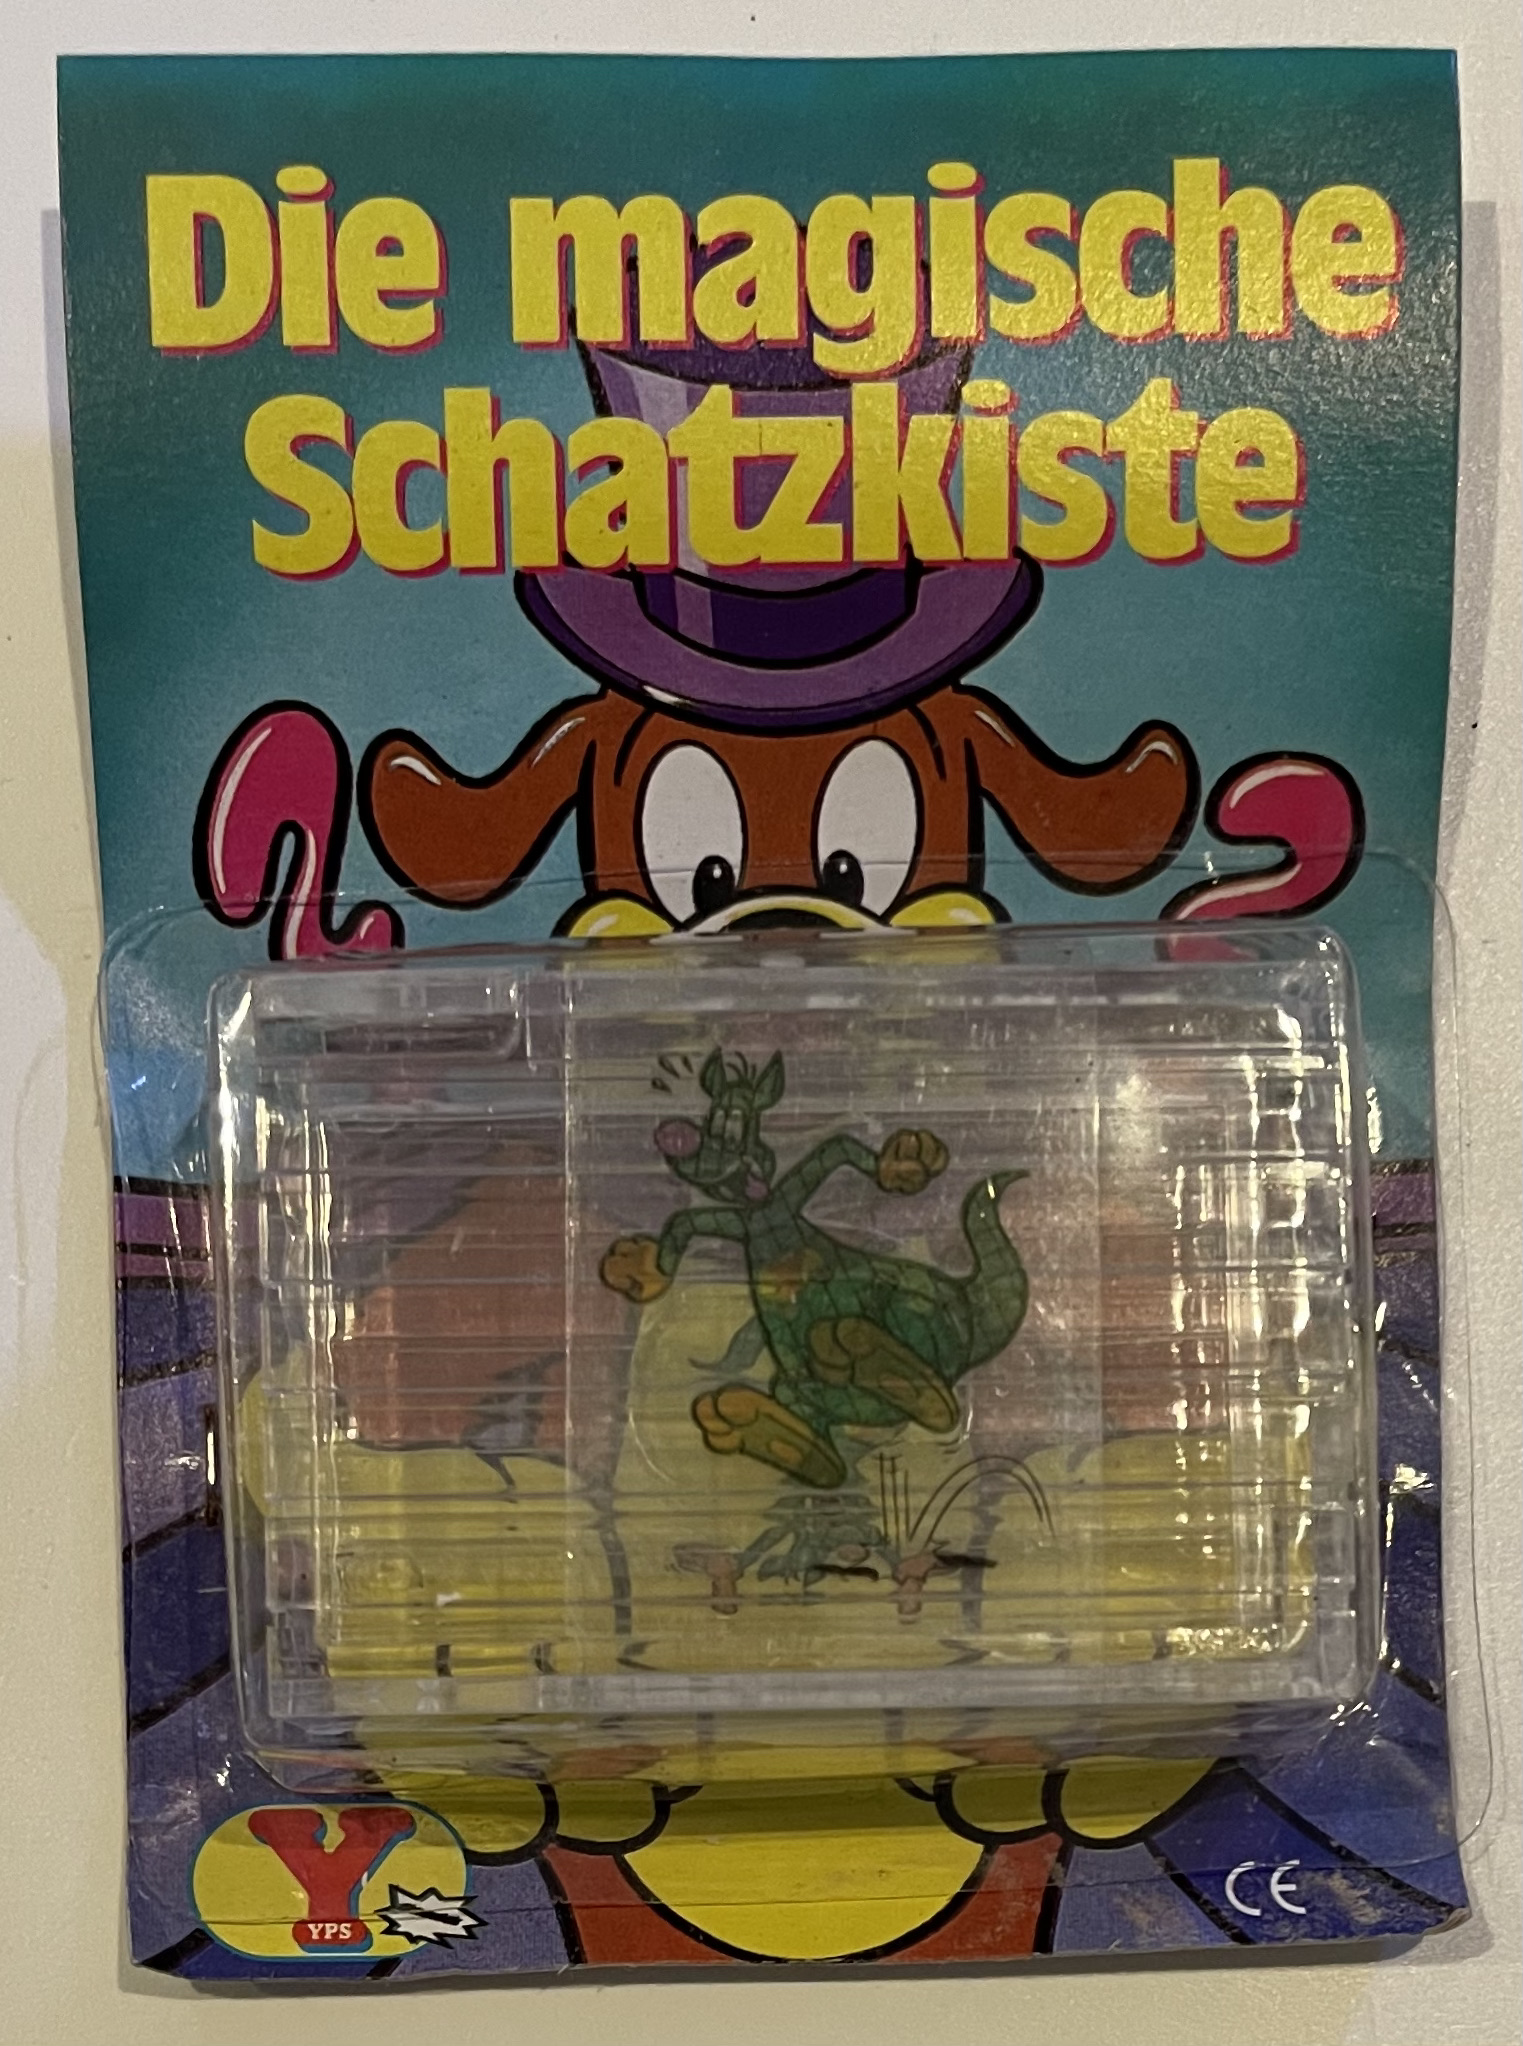 Die magische
Schatzkiste
Y
YPS
CE